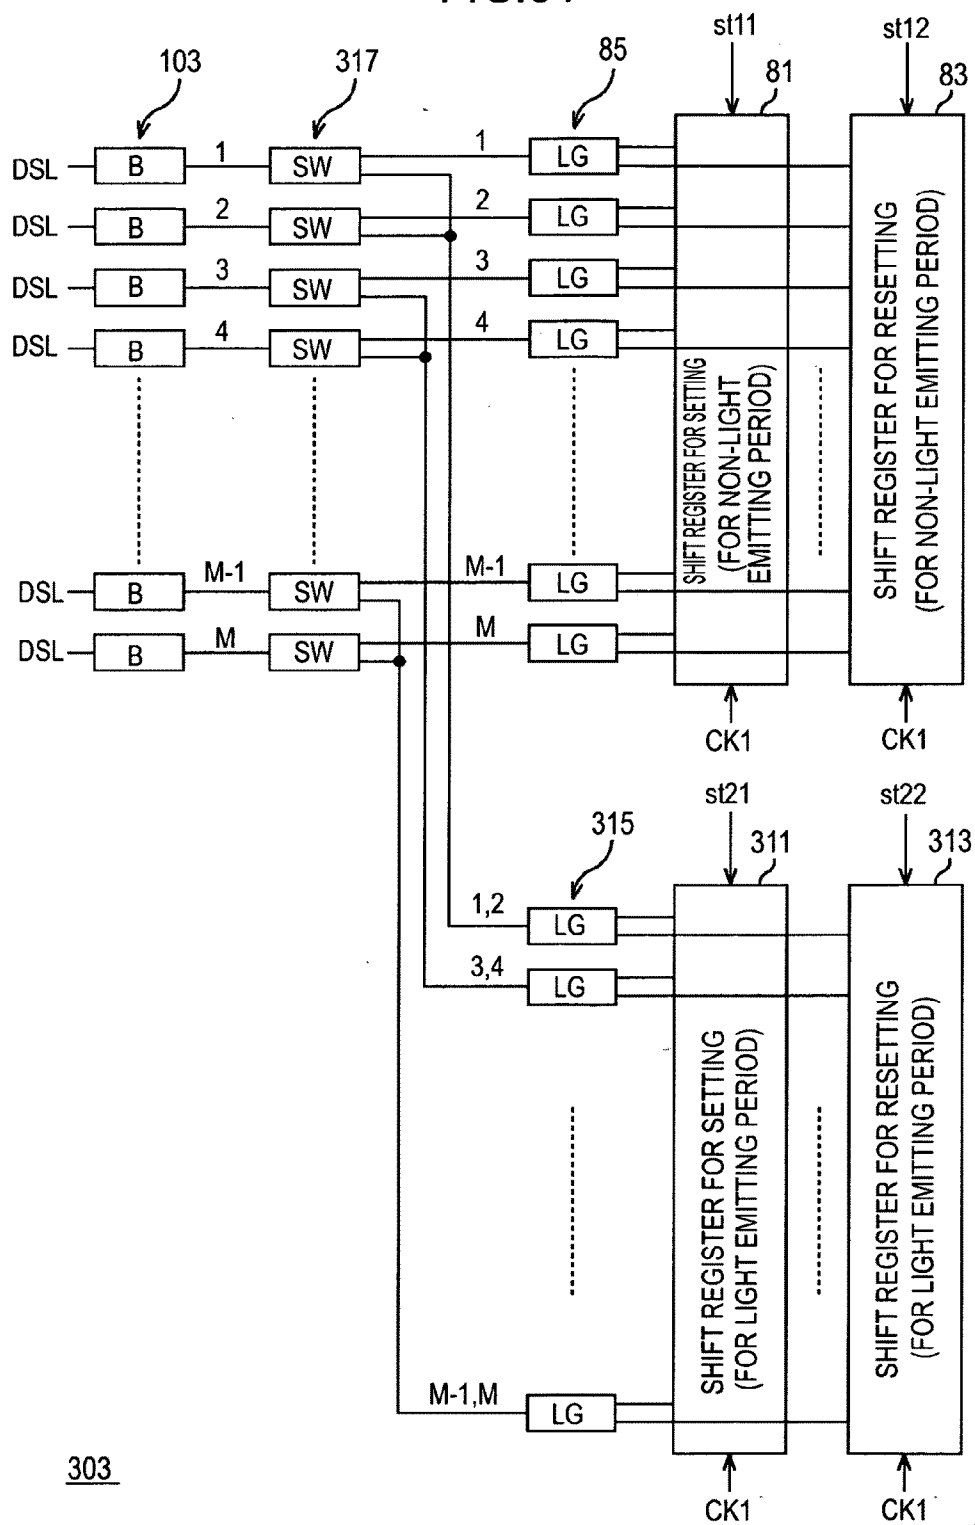 st11
st12
103
317
85
81
83
DSL
B
1
SW
1
LG
DSL
B
2
SW
2
LG
DSL
B
3
SW
3
LG
DSL
B
4
SW
4
LG
SHIFT REGISTER FOR SETTING
(FOR NON-LIGHT
EMITTING PERIOD)
SHIFT REGISTER FOR RESETTING
(FOR NON-LIGHT EMITTING PERIOD)
DSL
B
M-1
SW
M-1
LG
DSL
B
M
SW
M
LG
CK1
CK1
st21
st22
315
311
313
1,2
LG
3,4
LG
SHIFT REGISTER FOR SETTING
(FOR LIGHT EMITTING PERIOD)
SHIFT REGISTER FOR RESETTING
(FOR LIGHT EMITTING PERIOD)
M-1,M
LG
303
CK1
CK1